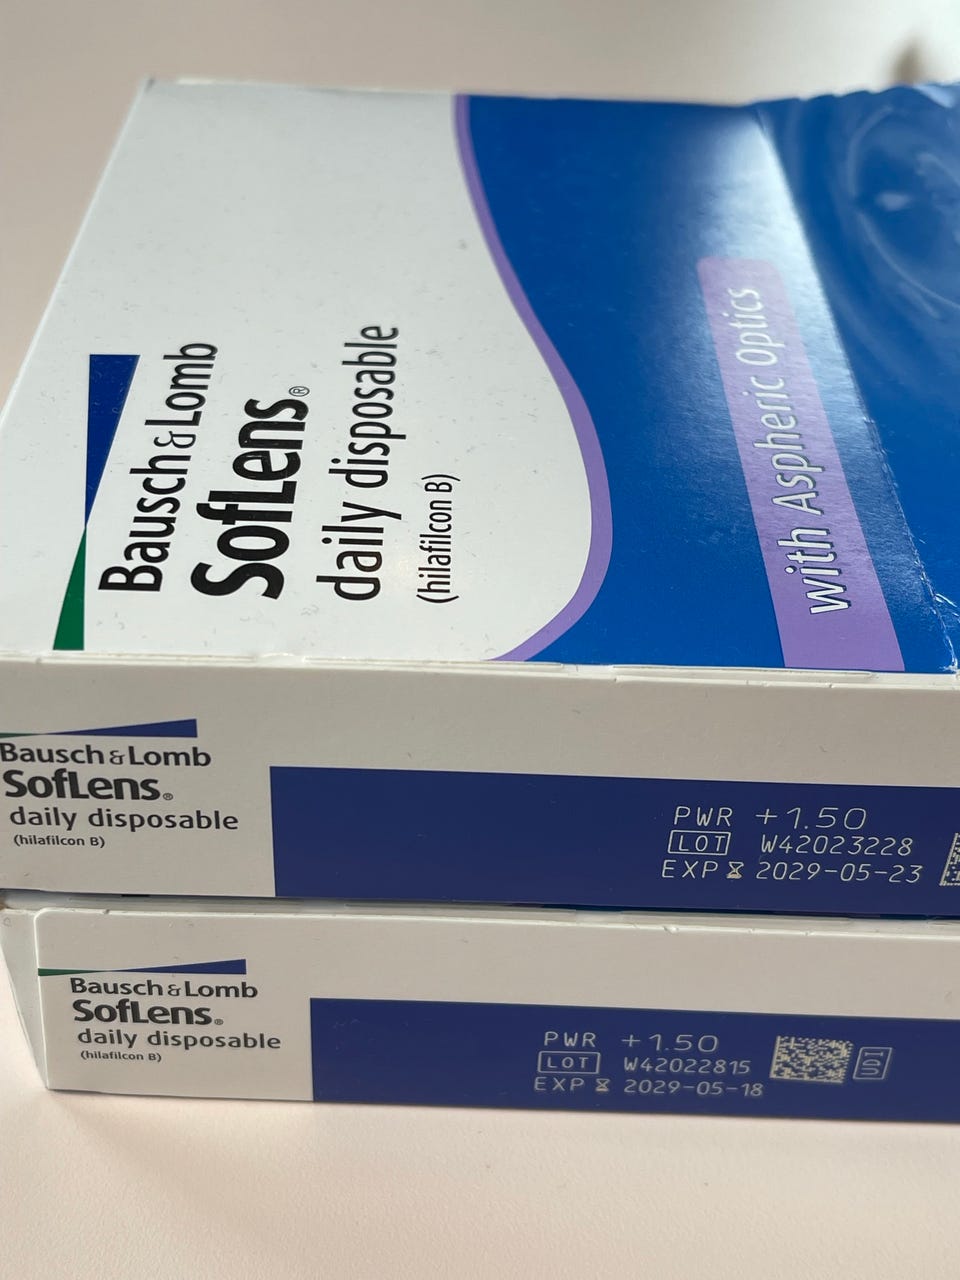 Bausch & Lomb
SofLens®
daily disposable
(hilafilcon B)
with Aspheric Optics
Bausch & Lomb
SofLens®
daily disposable
(hilafilcon B)
PWR +1.50
LOT W42023228
EXP 2029-05-23
Bausch & Lomb
SofLens®
daily disposable
(hilafilcon B)
PWR +1.50
LOT W42022815
EXP 2029-05-18
UDI